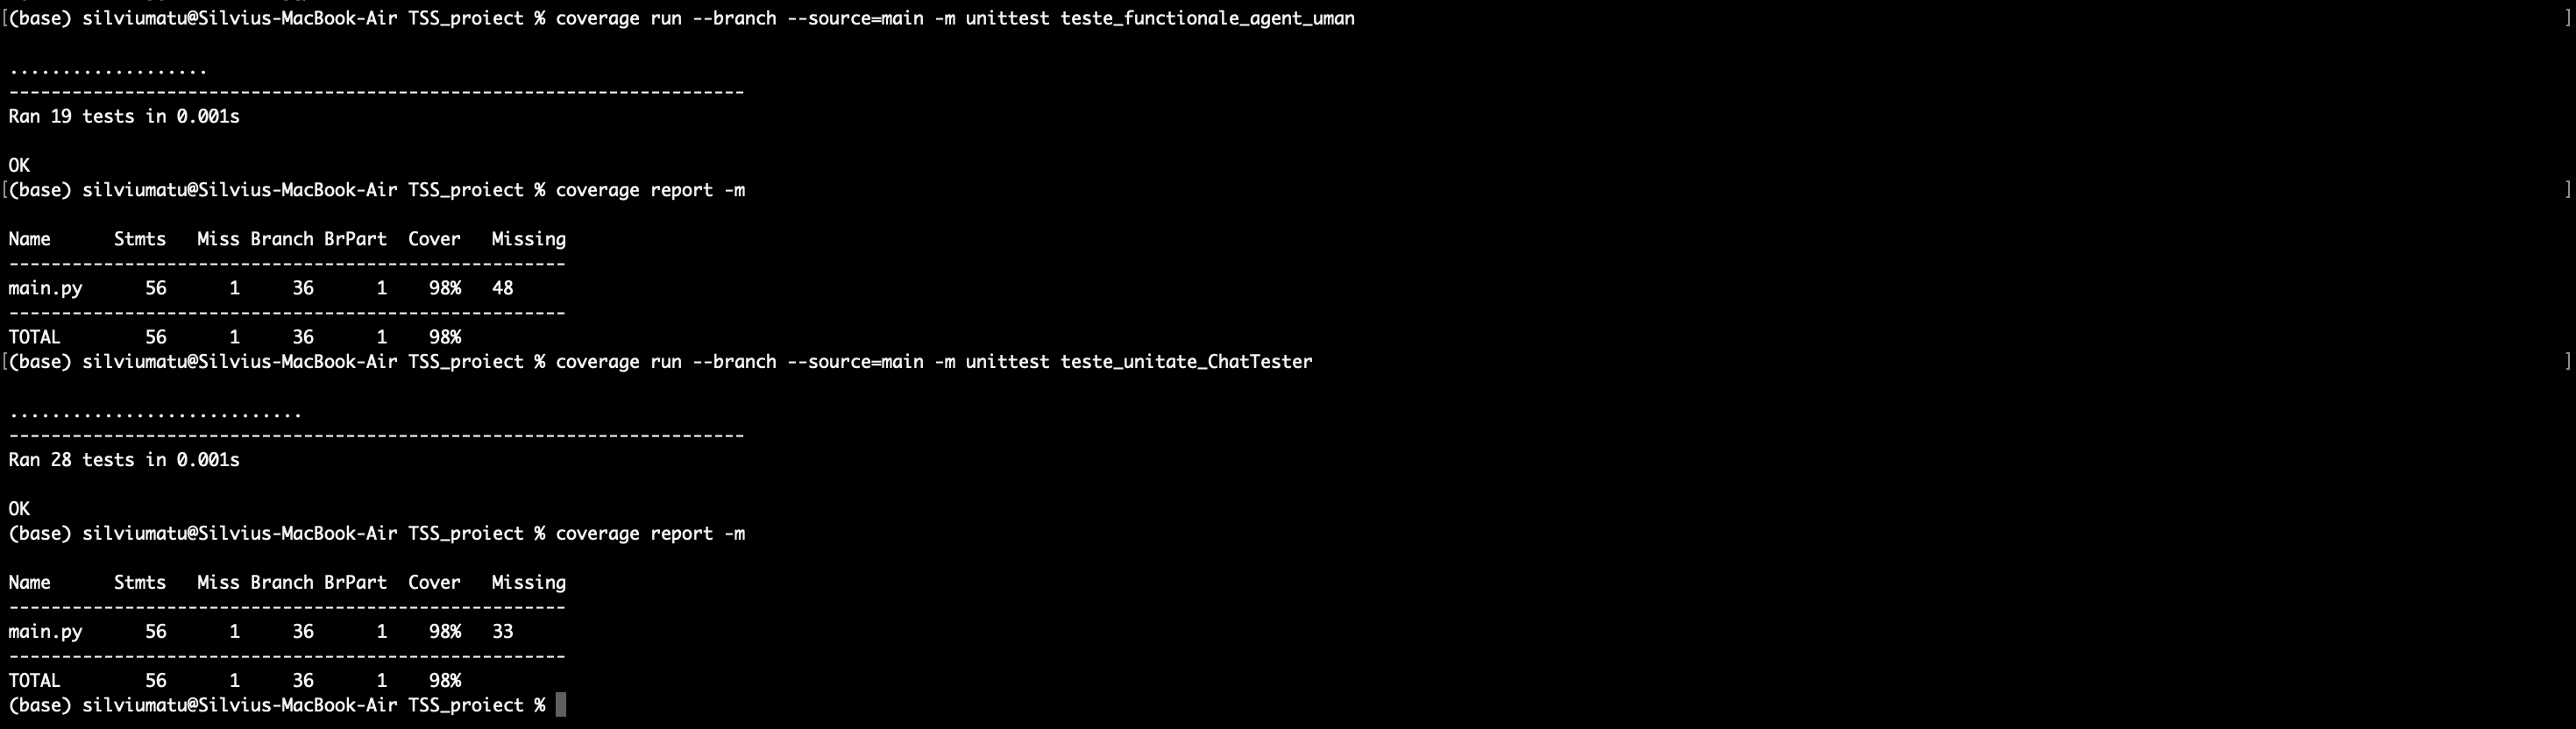 [(base) silviumatu@Silvius-MacBook-Air TSS_proiect % coverage run --branch --source=main -m unittest teste_functionale_agent_uman ]
...................
----------------------------------------------------------------------
Ran 19 tests in 0.001s
OK
[(base) silviumatu@Silvius-MacBook-Air TSS_proiect % coverage report -m ]
Name      Stmts   Miss Branch BrPart  Cover   Missing
-----------------------------------------------------
main.py      56      1     36      1    98%   48
-----------------------------------------------------
TOTAL        56      1     36      1    98%
[(base) silviumatu@Silvius-MacBook-Air TSS_proiect % coverage run --branch --source=main -m unittest teste_unitate_ChatTester ]
............................
----------------------------------------------------------------------
Ran 28 tests in 0.001s
OK
(base) silviumatu@Silvius-MacBook-Air TSS_proiect % coverage report -m
Name      Stmts   Miss Branch BrPart  Cover   Missing
-----------------------------------------------------
main.py      56      1     36      1    98%   33
-----------------------------------------------------
TOTAL        56      1     36      1    98%
(base) silviumatu@Silvius-MacBook-Air TSS_proiect %